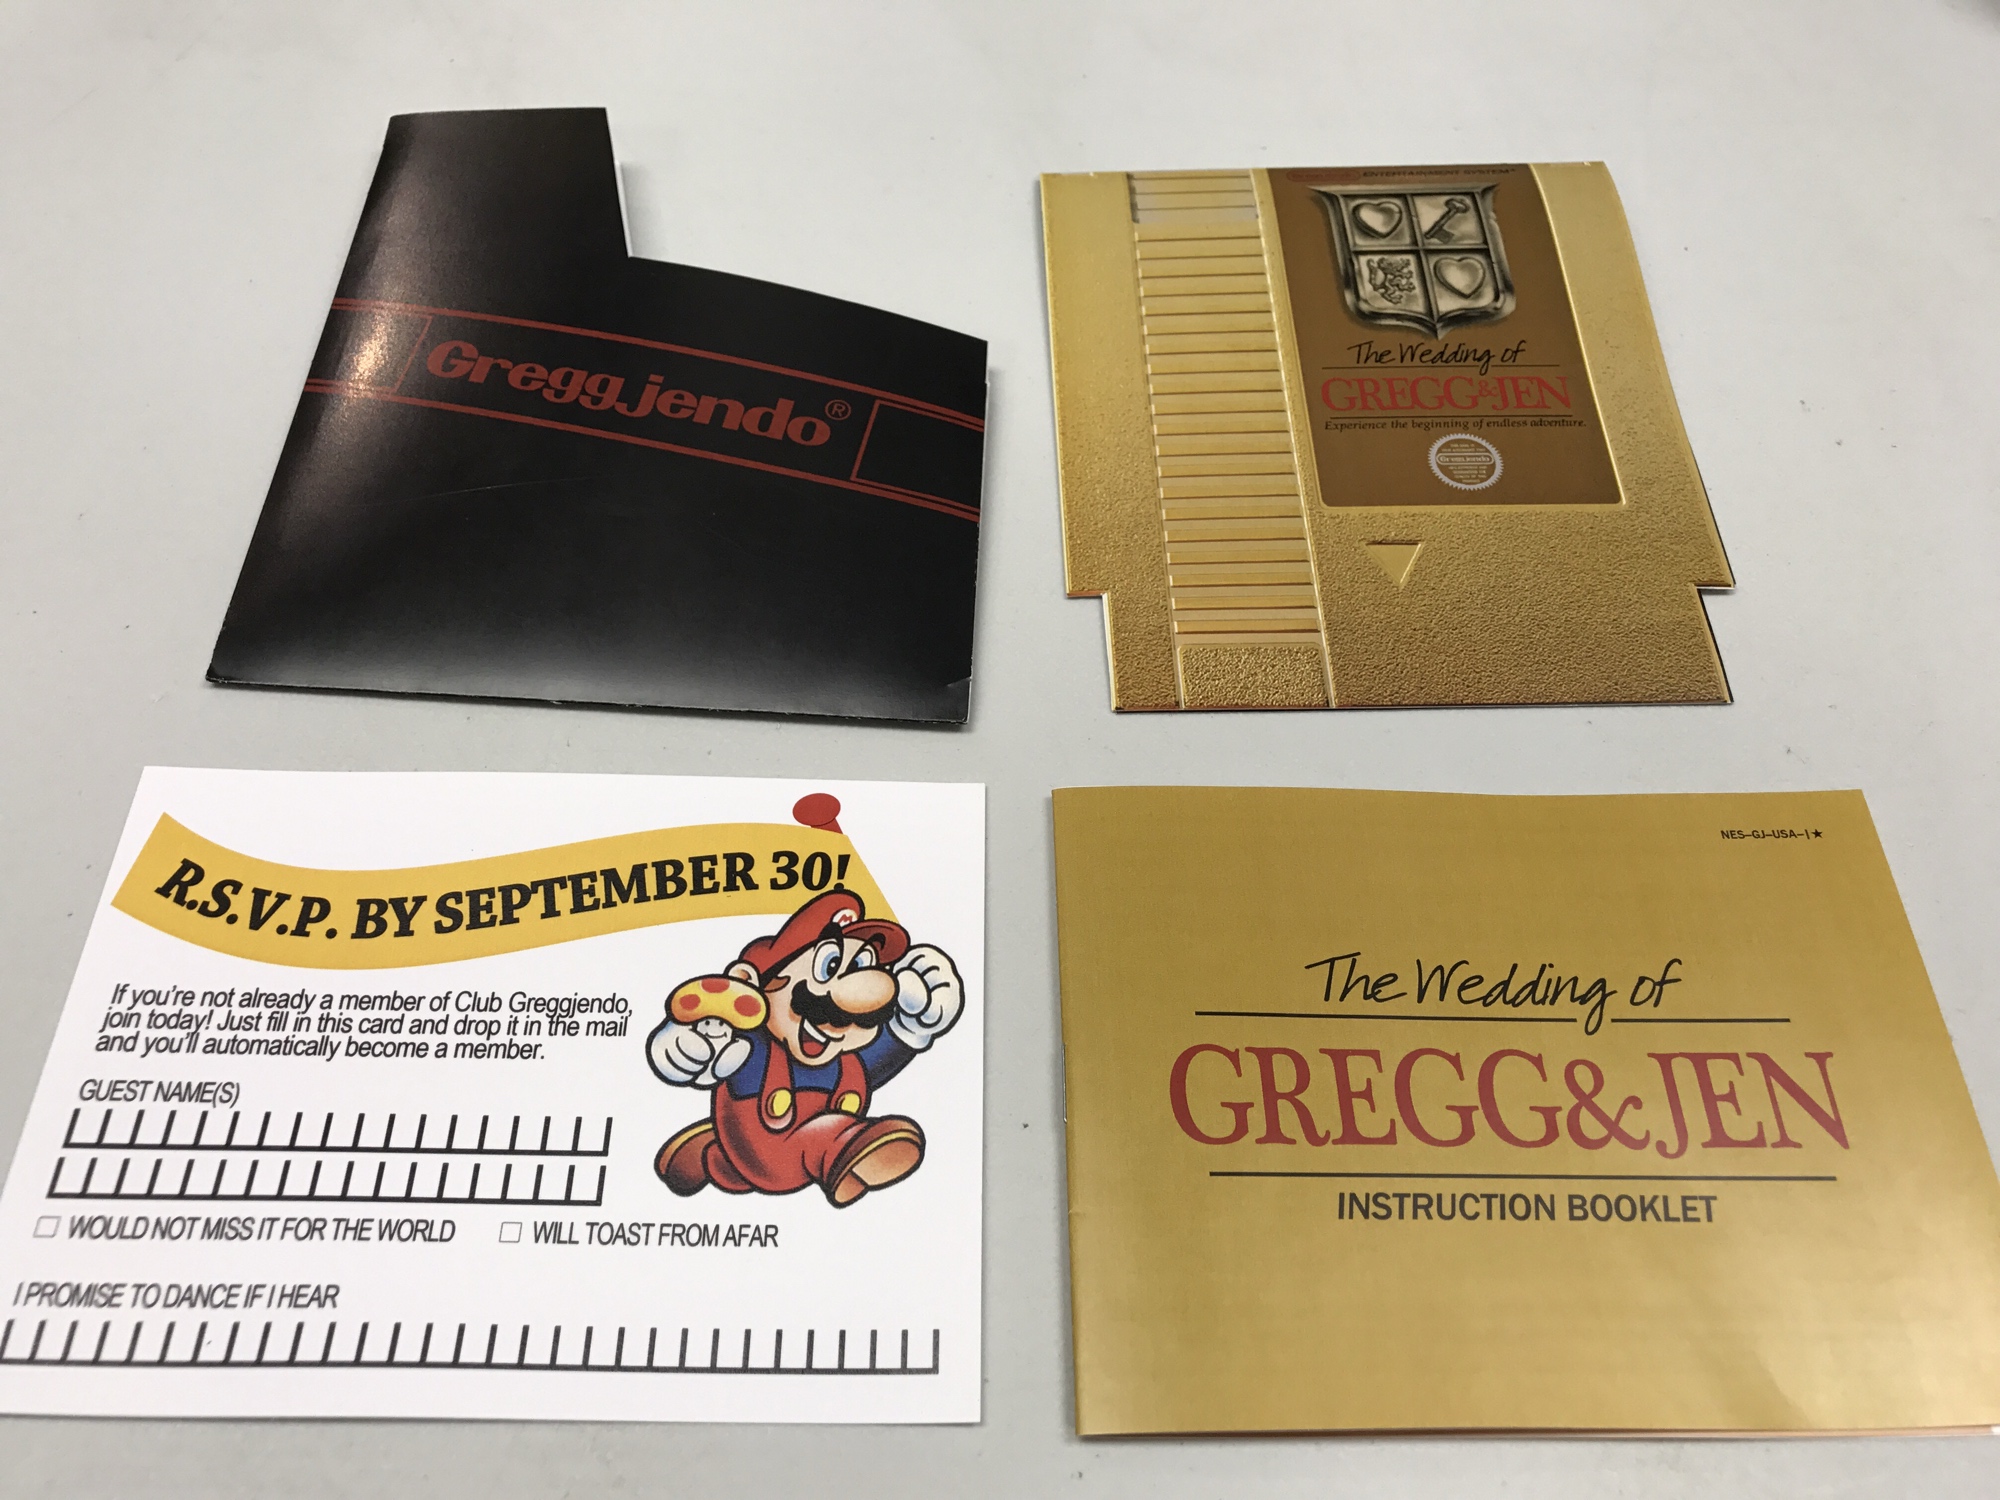 Greggjendo®
ENTERTAINMENT SYSTEM™
The Wedding of
GREGG&JEN
Experience the beginning of endless adventure.
Greggjendo
R.S.V.P. BY SEPTEMBER 30!
M
If you're not already a member of Club Greggjendo,
join today! Just fill in this card and drop it in the mail
and you'll automatically become a member.
GUEST NAME(S)
WOULD NOT MISS IT FOR THE WORLD
WILL TOAST FROM AFAR
I PROMISE TO DANCE IF I HEAR
NES–GJ–USA–1★
The Wedding of
GREGG&JEN
INSTRUCTION BOOKLET